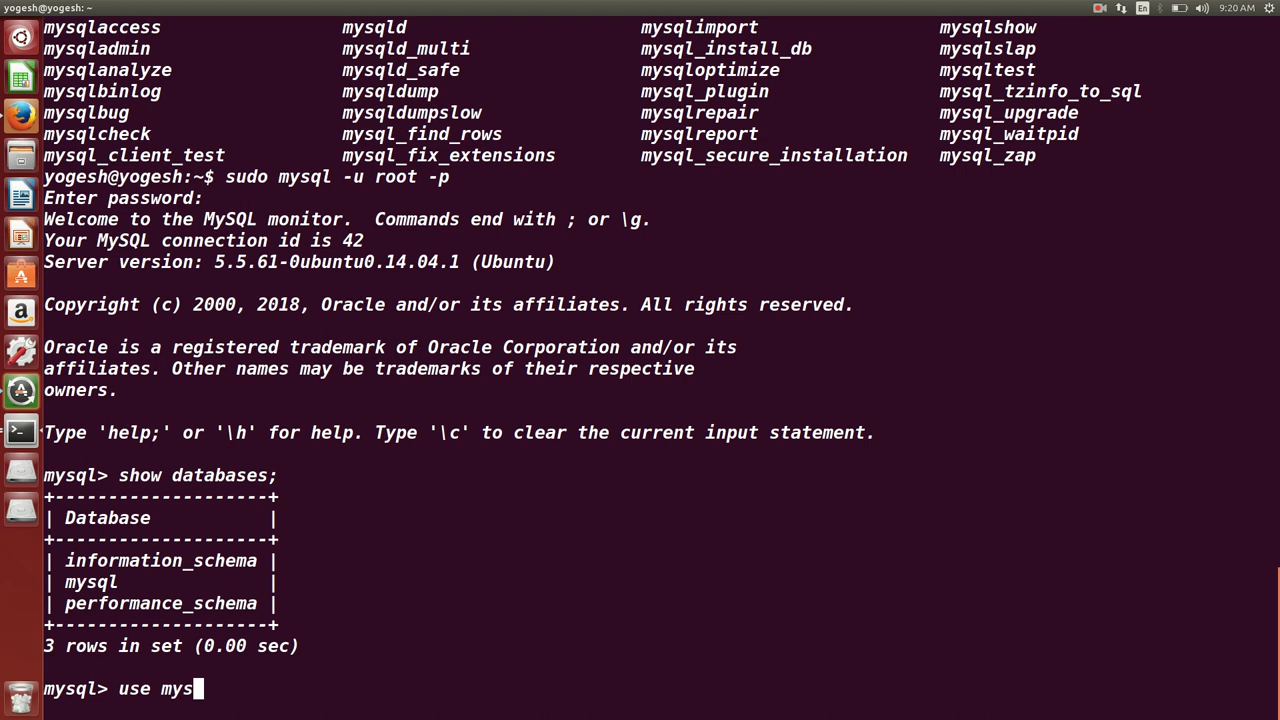 yogesh@yogesh: ~
En
9:20 AM
mysqlaccess mysqld mysqlimport mysqlshow
mysqladmin mysqld_multi mysql_install_db mysqlslap
mysqlanalyze mysqld_safe mysqloptimize mysqltest
mysqlbinlog mysqldump mysql_plugin mysql_tzinfo_to_sql
mysqlbug mysqldumpslow mysqlrepair mysql_upgrade
mysqlcheck mysql_find_rows mysqlreport mysql_waitpid
mysql_client_test mysql_fix_extensions mysql_secure_installation mysql_zap
yogesh@yogesh:~$ sudo mysql -u root -p
Enter password:
Welcome to the MySQL monitor.  Commands end with ; or \g.
Your MySQL connection id is 42
Server version: 5.5.61-0ubuntu0.14.04.1 (Ubuntu)
Copyright (c) 2000, 2018, Oracle and/or its affiliates. All rights reserved.
Oracle is a registered trademark of Oracle Corporation and/or its
affiliates. Other names may be trademarks of their respective
owners.
Type 'help;' or '\h' for help. Type '\c' to clear the current input statement.
mysql> show databases;
+--------------------+
| Database           |
+--------------------+
| information_schema |
| mysql              |
| performance_schema |
+--------------------+
3 rows in set (0.00 sec)
mysql> use mys